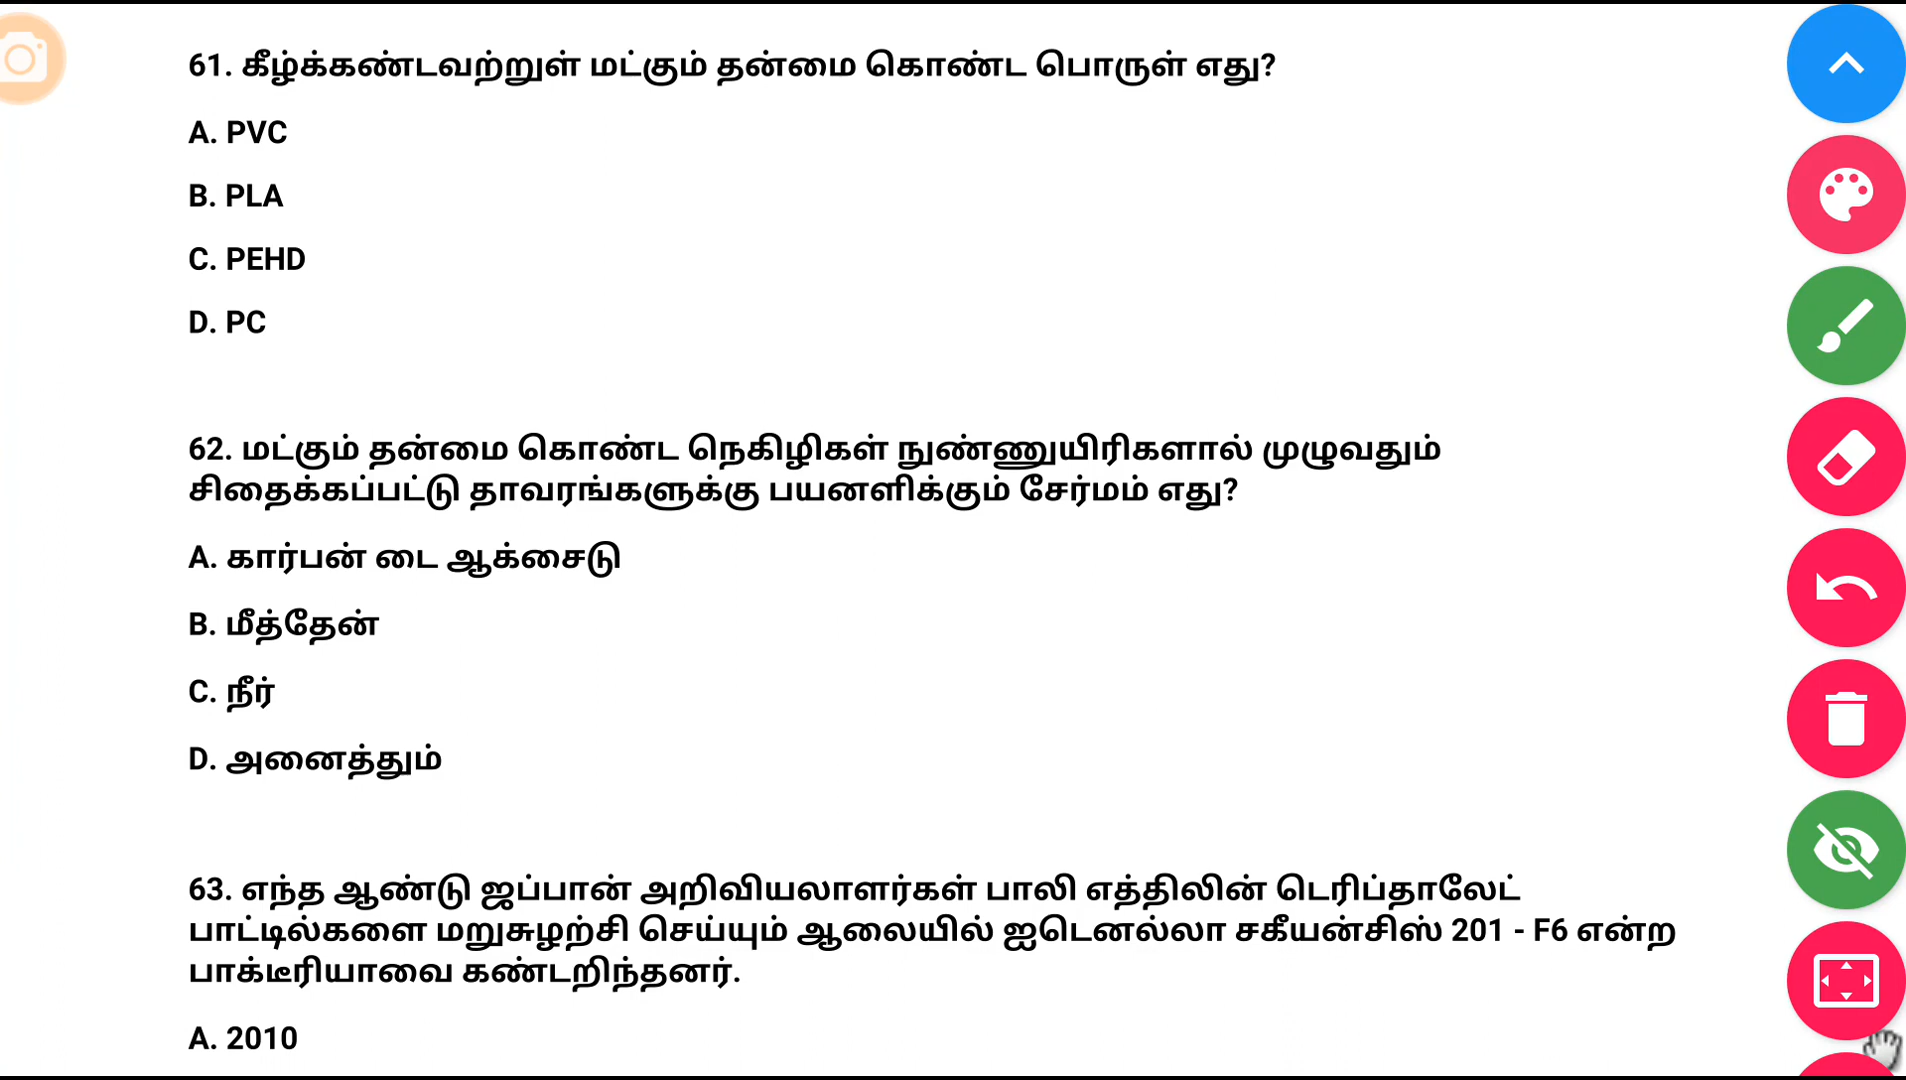 61. கீழ்க்கண்டவற்றுள் மட்கும் தன்மை கொண்ட பொருள் எது?
A. PVC
B. PLA
C. PEHD
D. PC
62. மட்கும் தன்மை கொண்ட நெகிழிகள் நுண்ணுயிரிகளால் முழுவதும்
சிதைக்கப்பட்டு தாவரங்களுக்கு பயனளிக்கும் சேர்மம் எது?
A. கார்பன் டை ஆக்சைடு
B. மீத்தேன்
C. நீர்
D. அனைத்தும்
63. எந்த ஆண்டு ஜப்பான் அறிவியலாளர்கள் பாலி எத்திலின் டெரிப்தாலேட்
பாட்டில்களை மறுசுழற்சி செய்யும் ஆலையில் ஐடெனல்லா சகீயன்சிஸ் 201 - F6 என்ற
பாக்டீரியாவை கண்டறிந்தனர்.
A. 2010